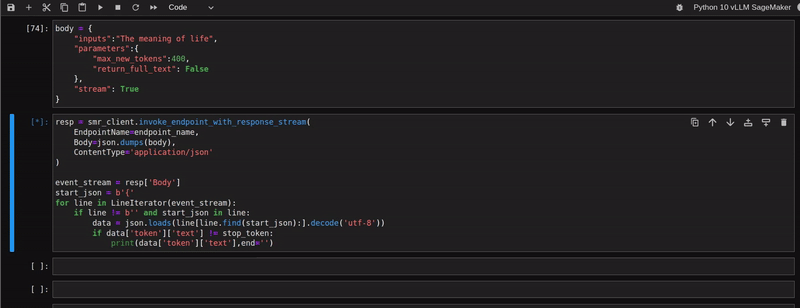 Code
Python 10 vLLM SageMaker
[74]:
body = {
    "inputs":"The meaning of life",
    "parameters":{
        "max_new_tokens":400,
        "return_full_text": False
    },
    "stream": True
}
[*]:
resp = smr_client.invoke_endpoint_with_response_stream(
    EndpointName=endpoint_name,
    Body=json.dumps(body),
    ContentType='application/json'
)

event_stream = resp['Body']
start_json = b'{'
for line in LineIterator(event_stream):
    if line != b'' and start_json in line:
        data = json.loads(line[line.find(start_json):].decode('utf-8'))
        if data['token']['text'] != stop_token:
            print(data['token']['text'],end='')
[ ]:
[ ]: